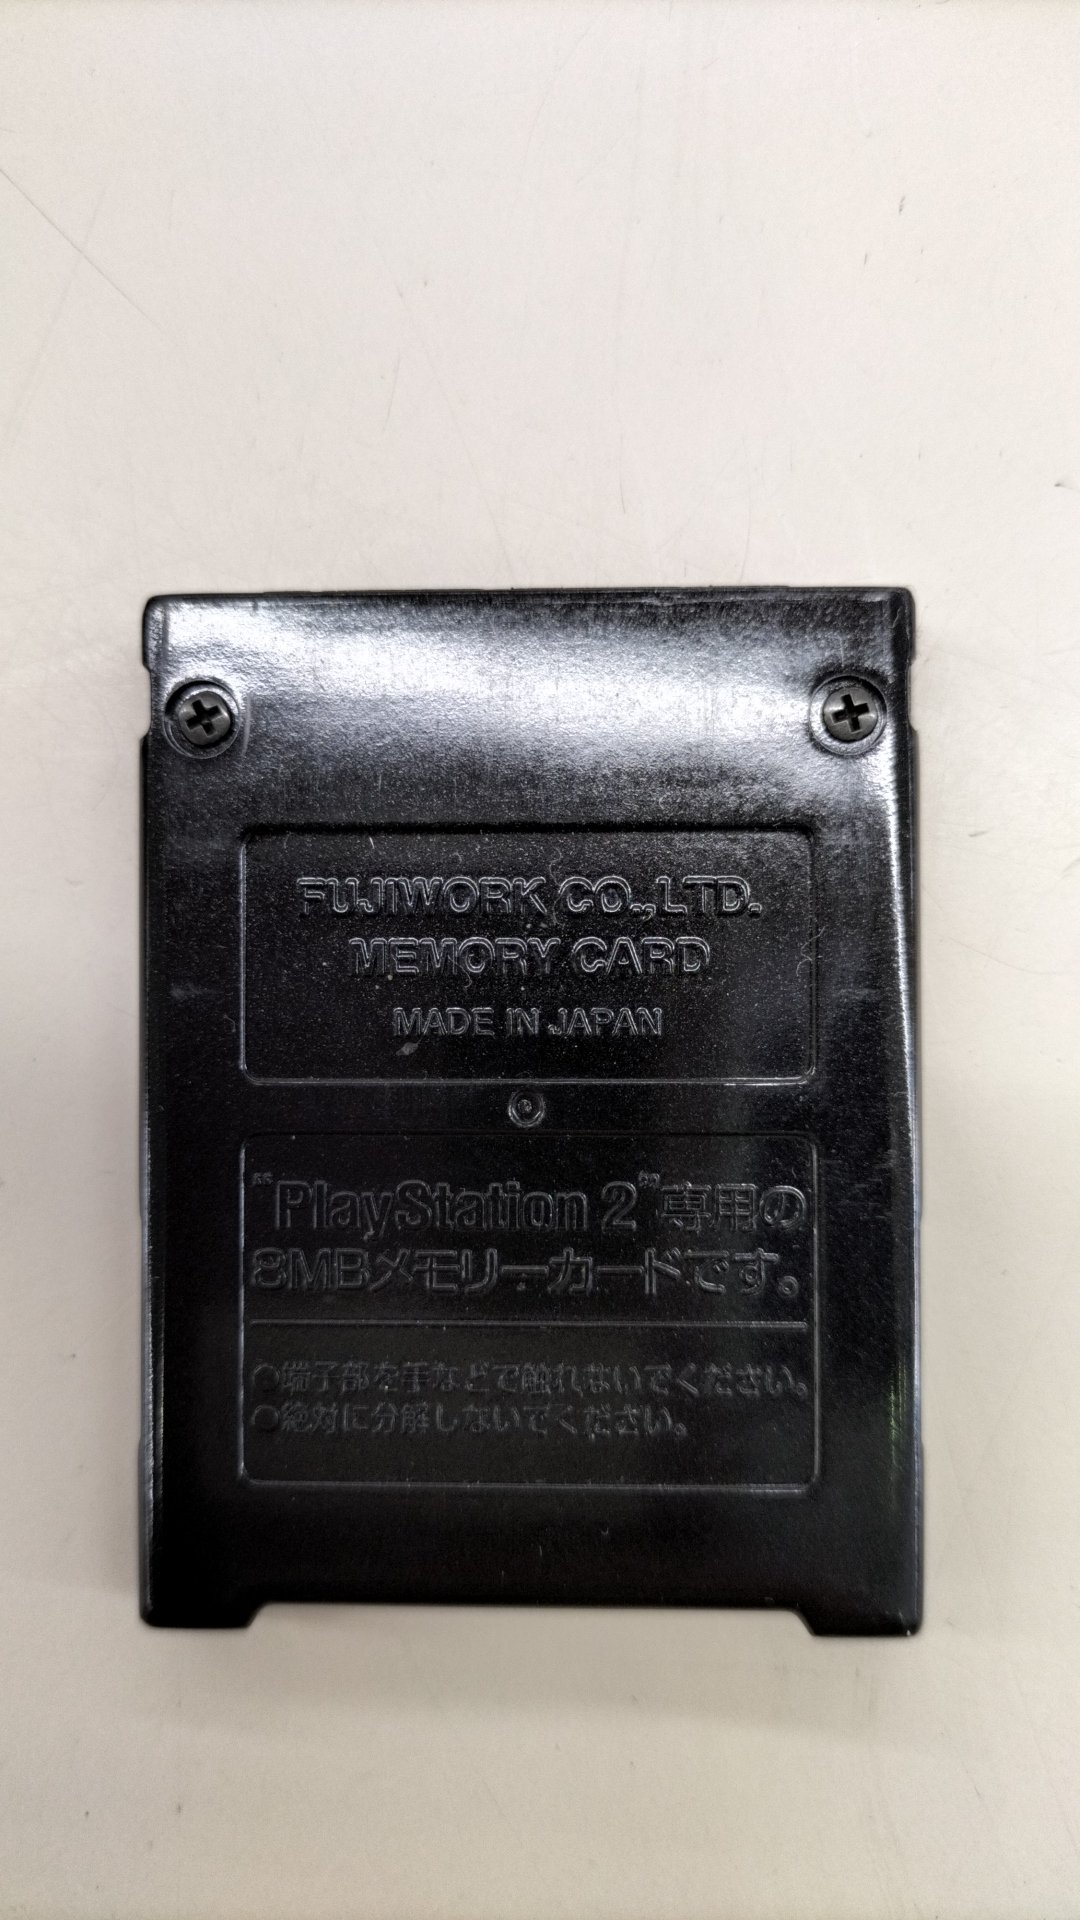 FUJIWORK CO.,LTD.
MEMORY CARD
MADE IN JAPAN
“PlayStation 2”専用の
8MBメモリーカードです。
○端子部を手などで触れないでください。
○絶対に分解しないでください。